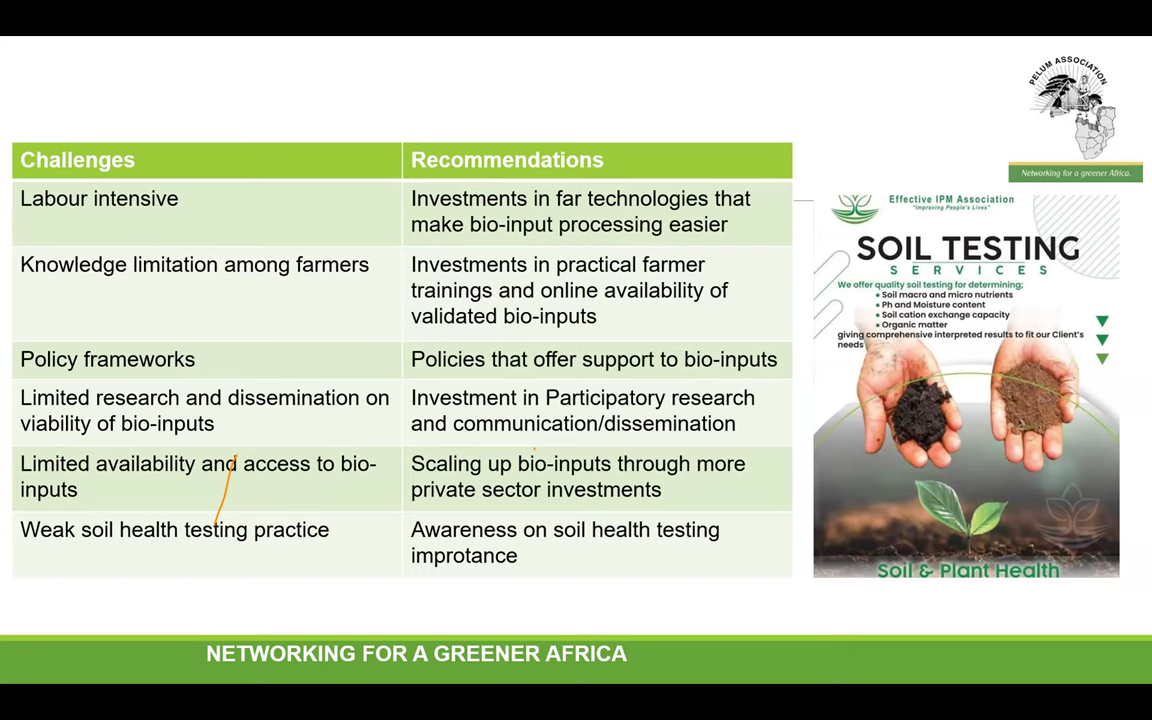 PELUM ASSOCIATION
Networking for a greener Africa.
Challenges
Recommendations
Labour intensive
Investments in far technologies that
make bio-input processing easier
Knowledge limitation among farmers
Investments in practical farmer
trainings and online availability of
validated bio-inputs
Policy frameworks
Policies that offer support to bio-inputs
Limited research and dissemination on
viability of bio-inputs
Investment in Participatory research
and communication/dissemination
Limited availability and access to bio-
inputs
Scaling up bio-inputs through more
private sector investments
Weak soil health testing practice
Awareness on soil health testing
improtance
Effective IPM Association
"Improving People's Lives"
SOIL TESTING
SERVICES
We offer quality soil testing for determining;
• Soil macro and micro nutrients
• Ph and Moisture content
• Soil cation exchange capacity
• Organic matter
giving comprehensive interpreted results to fit our Client's
needs
Soil & Plant Health
NETWORKING FOR A GREENER AFRICA